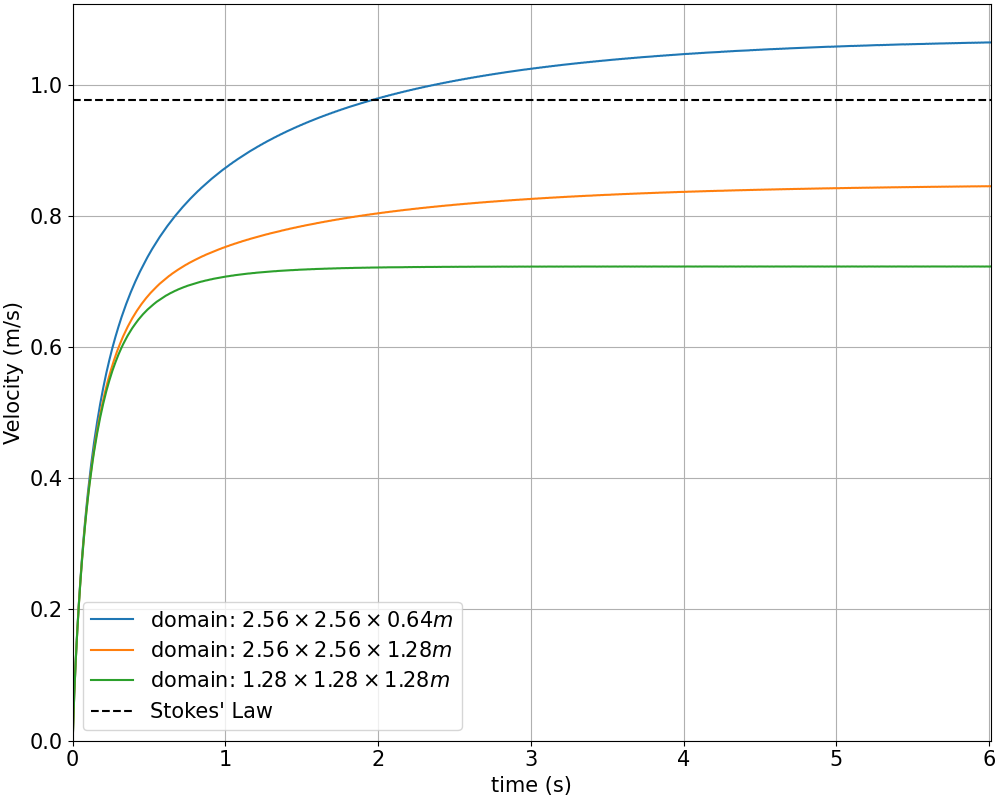 1.0
0.8
0.6
0.4
0.2
0.0
Velocity (m/s)
domain: 2.56 × 2.56 × 0.64m
domain: 2.56 × 2.56 × 1.28m
domain: 1.28 × 1.28 × 1.28m
Stokes' Law
0 1 2 3 4 5 6
time (s)